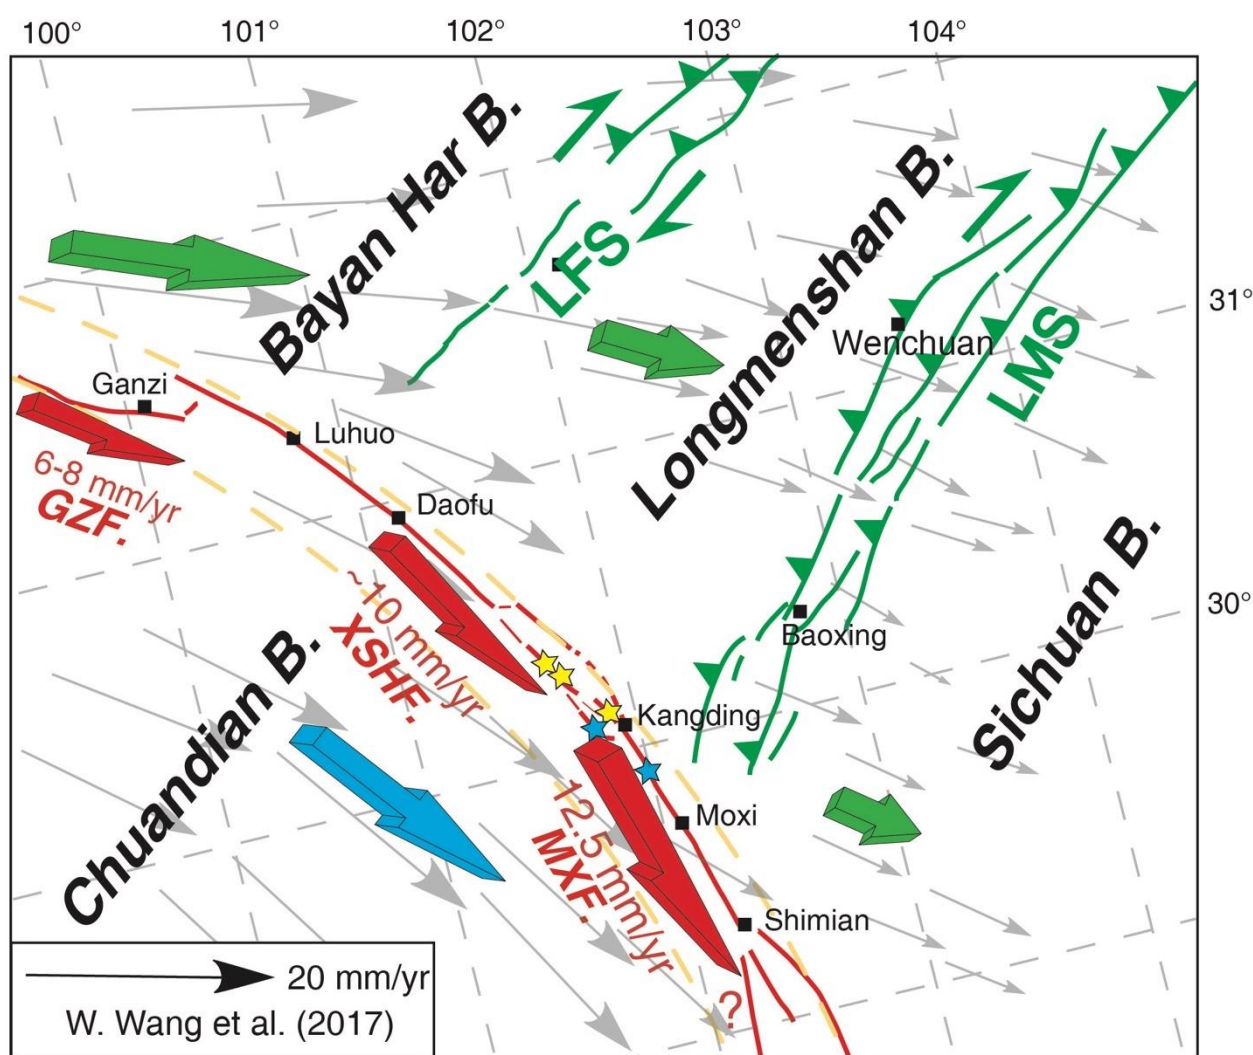 100°
101°
102°
103°
104°
Bayan Har B.
LFS
Longmenshan B.
31°
Wenchuan
LMS
Ganzi
Luhuo
6-8 mm/yr
GZF.
Daofu
30°
~10 mm/yr
XSHF.
Baoxing
Sichuan B.
Chuandian B.
Kangding
12.5 mm/yr
MXF.
Moxi
Shimian
?
20 mm/yr
W. Wang et al. (2017)